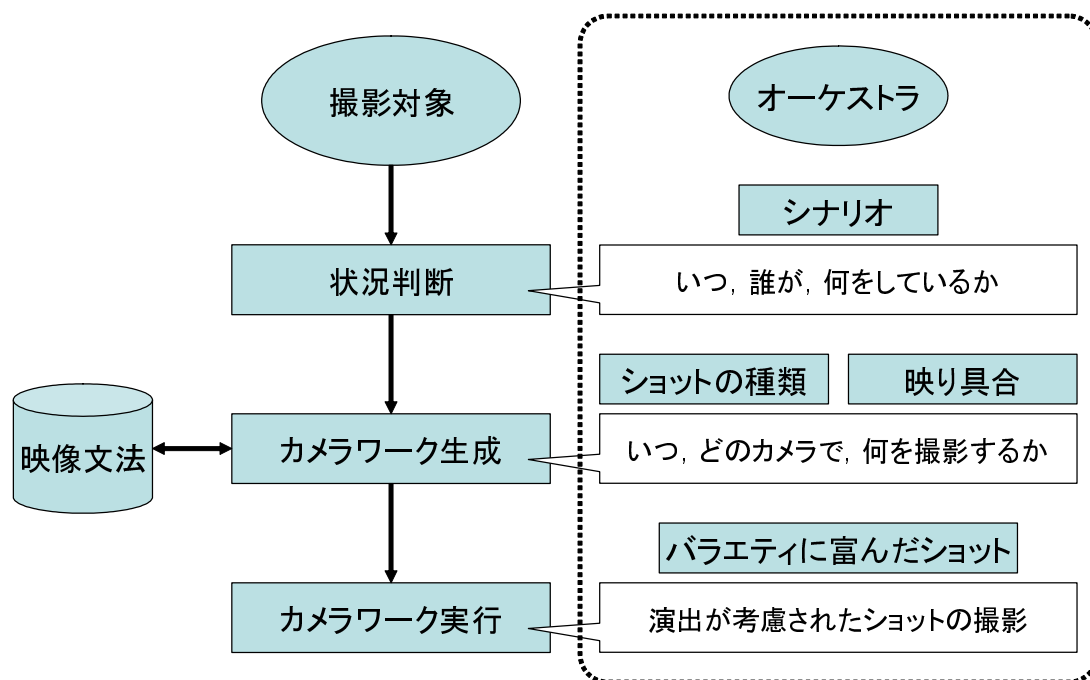 撮影対象
オーケストラ
シナリオ
状況判断
いつ，誰が，何をしているか
ショットの種類
映り具合
映像文法
カメラワーク生成
いつ，どのカメラで，何を撮影するか
バラエティに富んだショット
カメラワーク実行
演出が考慮されたショットの撮影